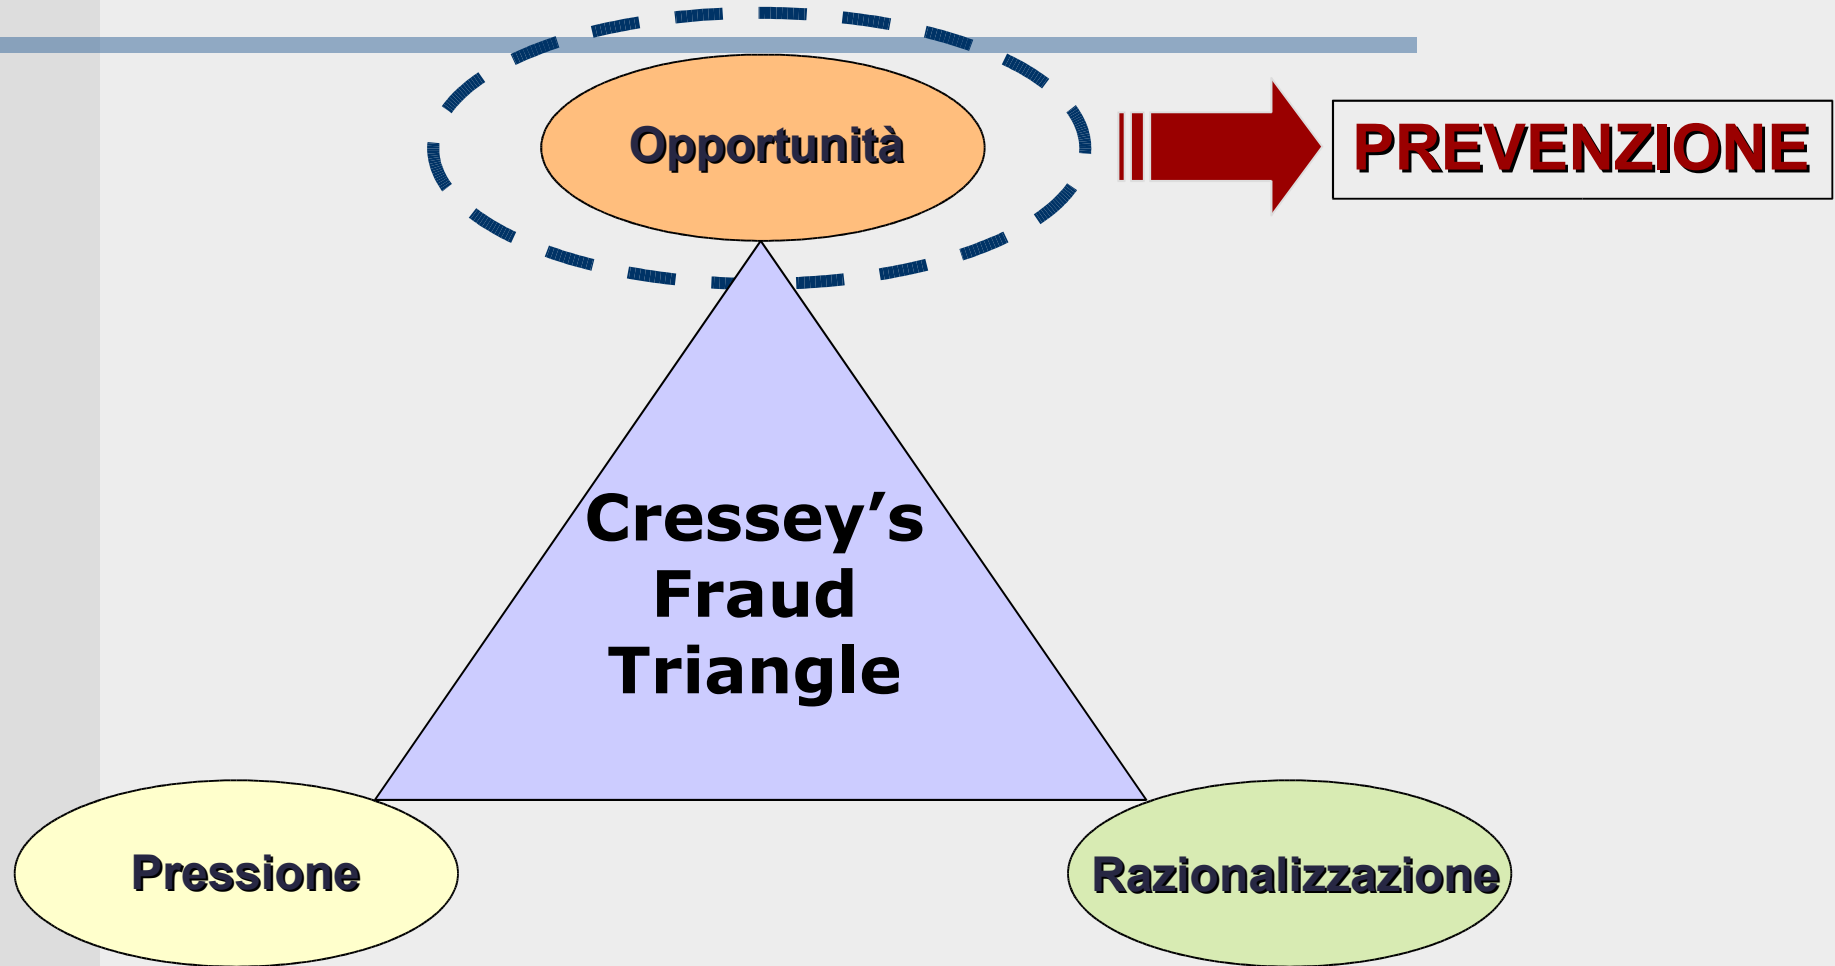 Opportunità
PREVENZIONE
Cressey’s
Fraud
Triangle
Pressione
Razionalizzazione